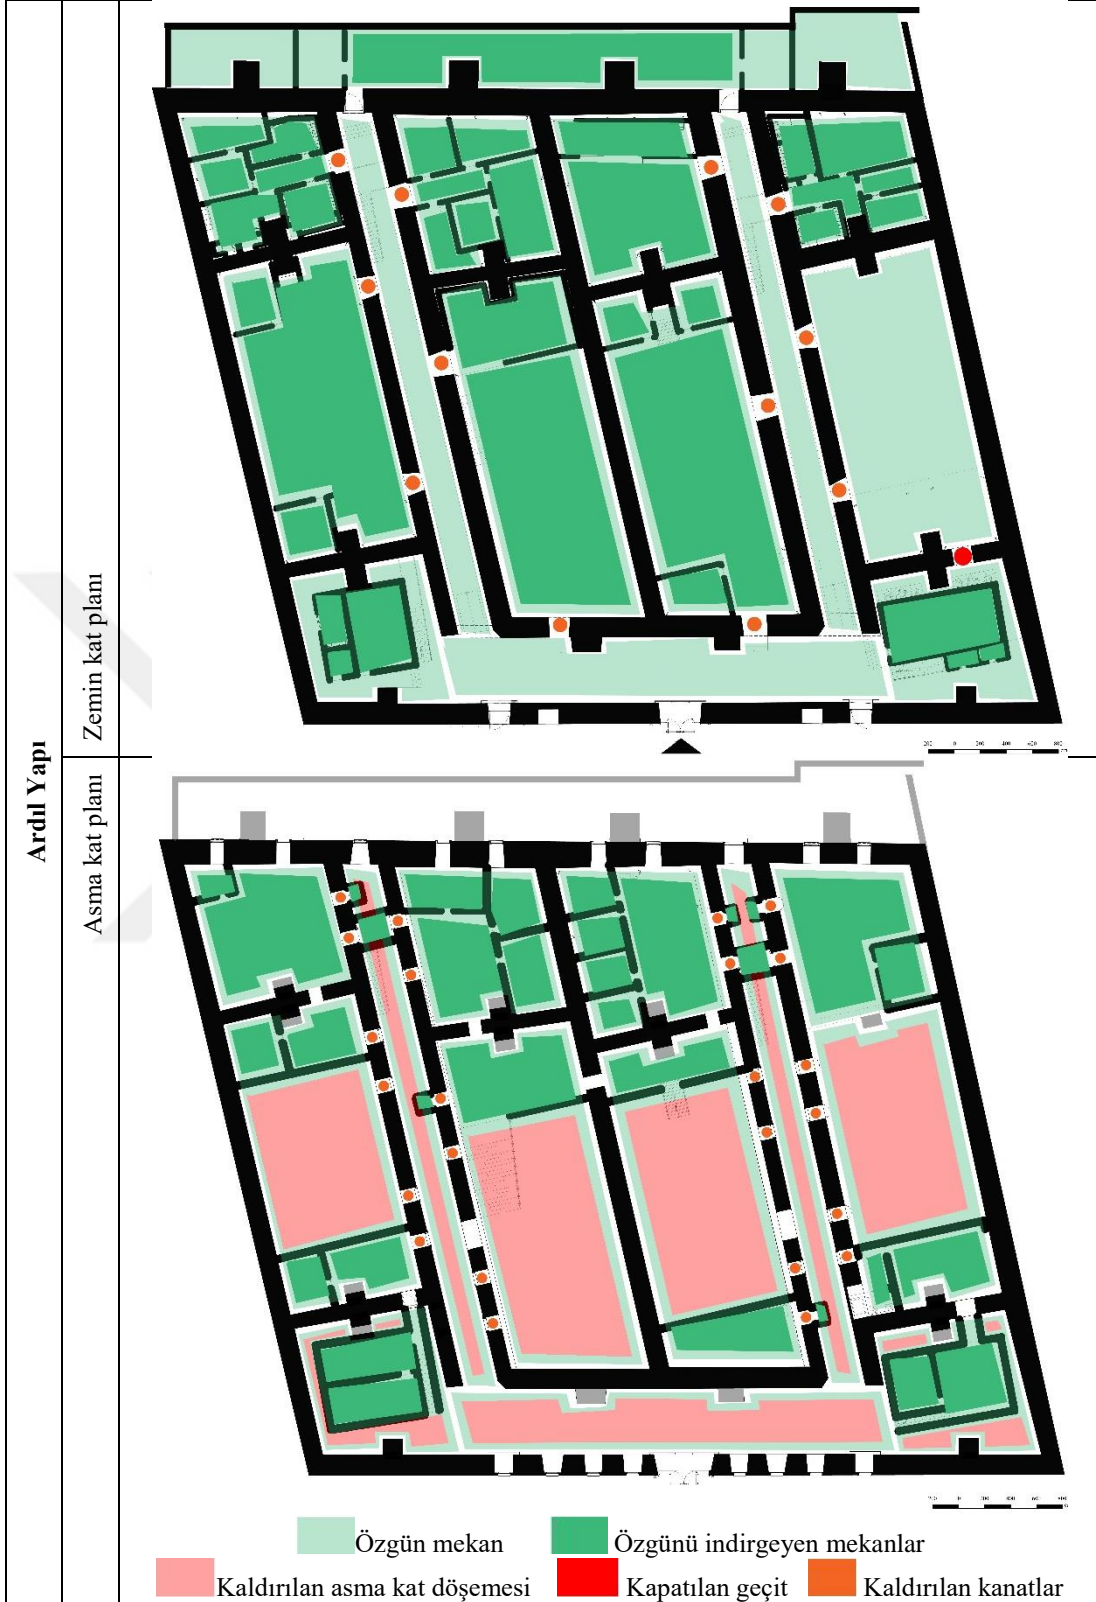 Ardıl Yapı
Zemin kat planı
Asma kat planı
Özgün mekan
Özgünü indirgeyen mekanlar
Kaldırılan asma kat döşemesi
Kapatılan geçit
Kaldırılan kanatlar